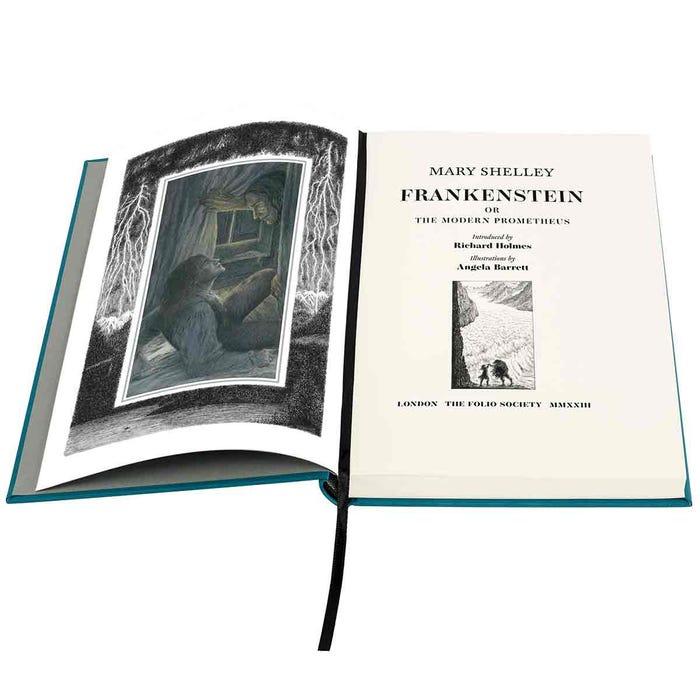 MARY SHELLEY
FRANKENSTEIN
OR
THE MODERN PROMETHEUS
Introduced by
Richard Holmes
Illustrations by
Angela Barrett
LONDON THE FOLIO SOCIETY MMXXIII